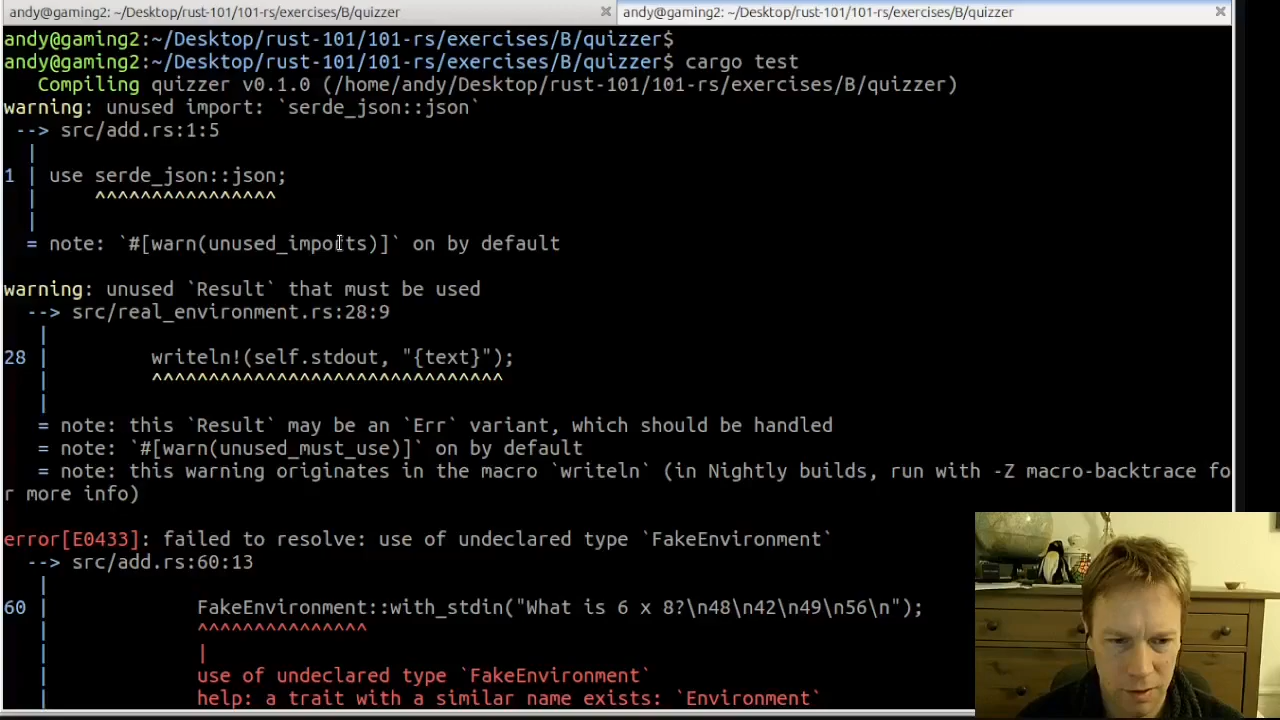 andy@gaming2: ~/Desktop/rust-101/101-rs/exercises/B/quizzer
andy@gaming2: ~/Desktop/rust-101/101-rs/exercises/B/quizzer
andy@gaming2:~/Desktop/rust-101/101-rs/exercises/B/quizzer$
andy@gaming2:~/Desktop/rust-101/101-rs/exercises/B/quizzer$ cargo test
   Compiling quizzer v0.1.0 (/home/andy/Desktop/rust-101/101-rs/exercises/B/quizzer)
warning: unused import: `serde_json::json`
 --> src/add.rs:1:5
  |
1 | use serde_json::json;
  |     ^^^^^^^^^^^^^^^^
  |
  = note: `#[warn(unused_imports)]` on by default
warning: unused `Result` that must be used
  --> src/real_environment.rs:28:9
   |
28 |         writeln!(self.stdout, "{text}");
   |         ^^^^^^^^^^^^^^^^^^^^^^^^^^^^^^^
   |
   = note: this `Result` may be an `Err` variant, which should be handled
   = note: `#[warn(unused_must_use)]` on by default
   = note: this warning originates in the macro `writeln` (in Nightly builds, run with -Z macro-backtrace fo
r more info)
error[E0433]: failed to resolve: use of undeclared type `FakeEnvironment`
  --> src/add.rs:60:13
   |
60 |             FakeEnvironment::with_stdin("What is 6 x 8?\n48\n42\n49\n56\n");
   |             ^^^^^^^^^^^^^^^
   |             |
   |             use of undeclared type `FakeEnvironment`
   |             help: a trait with a similar name exists: `Environment`